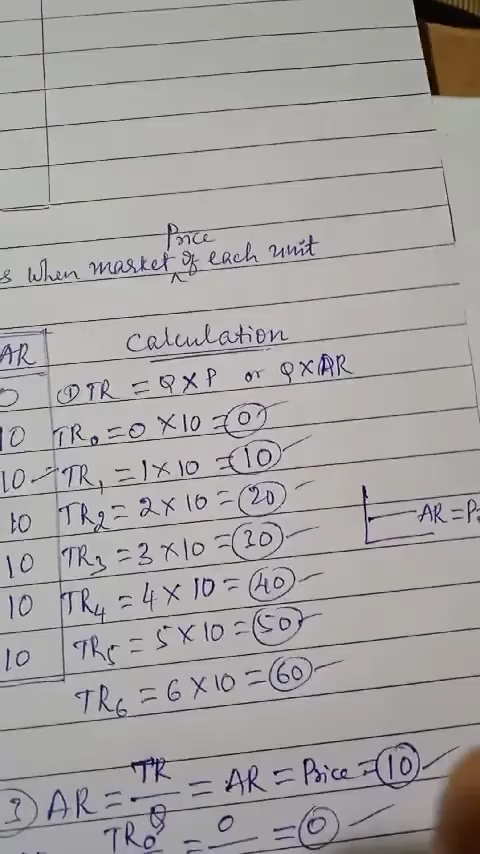 Price
s when market ^ of each unit
AR Calculation
0 ① TR = Q X P or Q X AR
10 TR₀ = 0 X 10 = 0
10 TR₁ = 1 X 10 = 10
10 TR₂ = 2 X 10 = 20
AR = P
10 TR₃ = 3 X 10 = 30
10 TR₄ = 4 X 10 = 40
10 TR₅ = 5 X 10 = 50
TR₆ = 6 X 10 = 60
③ AR = TR/Q = AR = Price = 10
TR₀ = 0 = 0